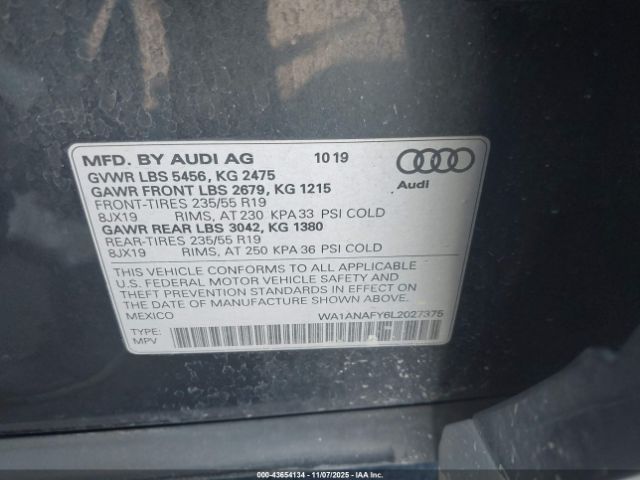 MFD. BY AUDI AG 10 19
GVWR LBS 5456, KG 2475
GAWR FRONT LBS 2679, KG 1215
FRONT-TIRES 235/55 R19
8JX19 RIMS, AT 230 KPA 33 PSI COLD
GAWR REAR LBS 3042, KG 1380
REAR-TIRES 235/55 R19
8JX19 RIMS, AT 250 KPA 36 PSI COLD
Audi
THIS VEHICLE CONFORMS TO ALL APPLICABLE
U.S. FEDERAL MOTOR VEHICLE SAFETY AND
THEFT PREVENTION STANDARDS IN EFFECT ON
THE DATE OF MANUFACTURE SHOWN ABOVE.
MEXICO WA1ANAFY6L2027375
TYPE:
MPV
000-43654134 - 11/07/2025 - IAAHTTPS